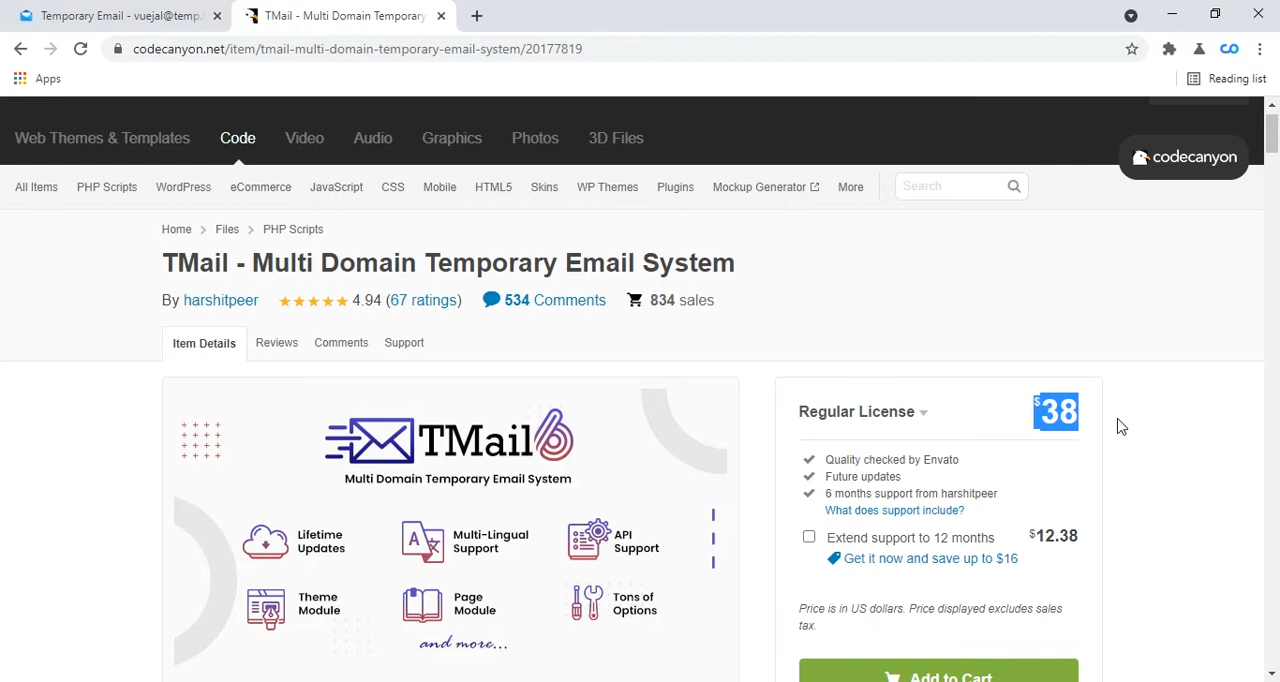 Temporary Email - vuejal@temp.
TMail - Multi Domain Temporary
codecanyon.net/item/tmail-multi-domain-temporary-email-system/20177819
Apps
Reading list
Web Themes & Templates Code Video Audio Graphics Photos 3D Files
codecanyon
All Items PHP Scripts WordPress eCommerce JavaScript CSS Mobile HTML5 Skins WP Themes Plugins Mockup Generator More Search
Home > Files > PHP Scripts
TMail - Multi Domain Temporary Email System
By harshitpeer 4.94 (67 ratings) 534 Comments 834 sales
Item Details Reviews Comments Support
TMail6
Multi Domain Temporary Email System
Lifetime
Updates
Multi-Lingual
Support
API
Support
Theme
Module
Page
Module
Tons of
Options
and more...
Regular License $38
Quality checked by Envato
Future updates
6 months support from harshitpeer
What does support include?
Extend support to 12 months $12.38
Get it now and save up to $16
Price is in US dollars. Price displayed excludes sales
tax.
Add to Cart